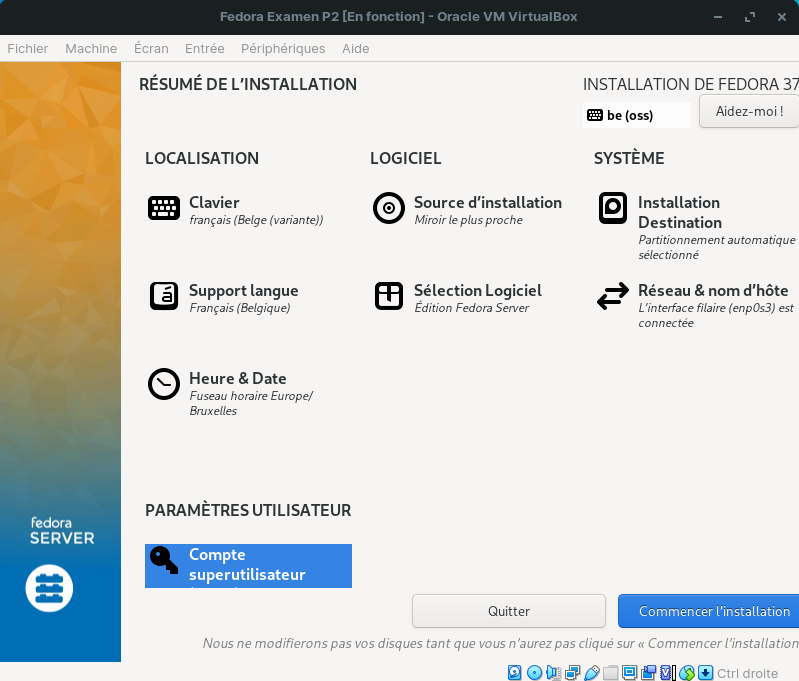 Fedora Examen P2 [En fonction] - Oracle VM VirtualBox
Fichier Machine Écran Entrée Périphériques Aide
RÉSUMÉ DE L'INSTALLATION
INSTALLATION DE FEDORA 37
be (oss)
Aidez-moi !
LOCALISATION
LOGICIEL
SYSTÈME
Clavier
français (Belge (variante))
Source d'installation
Miroir le plus proche
Installation
Destination
Partitionnement automatique
sélectionné
Support langue
Français (Belgique)
Sélection Logiciel
Édition Fedora Server
Réseau & nom d'hôte
L'interface filaire (enp0s3) est
connectée
Heure & Date
Fuseau horaire Europe/
Bruxelles
PARAMÈTRES UTILISATEUR
Compte
superutilisateur
fedora
SERVER
Quitter
Commencer l'installation
Nous ne modifierons pas vos disques tant que vous n'aurez pas cliqué sur « Commencer l'installation
Ctrl droite